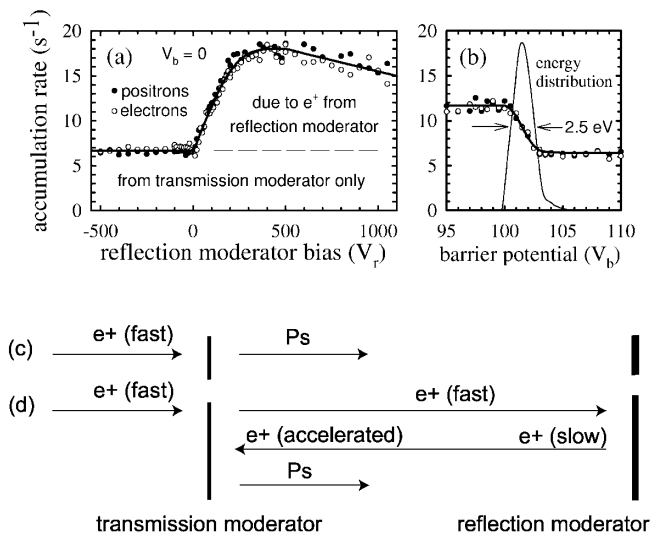 (a)
V_b = 0
positrons
electrons
due to e⁺ from
reflection moderator
from transmission moderator only
accumulation rate (s⁻¹)
20
15
10
5
0
-500
0
500
1000
reflection moderator bias (V_r)
(b)
energy
distribution
2.5 eV
20
15
10
5
0
95
100
105
110
barrier potential (V_b)
(c)
e+ (fast)
Ps
(d)
e+ (fast)
e+ (fast)
e+ (accelerated)
e+ (slow)
Ps
transmission moderator
reflection moderator